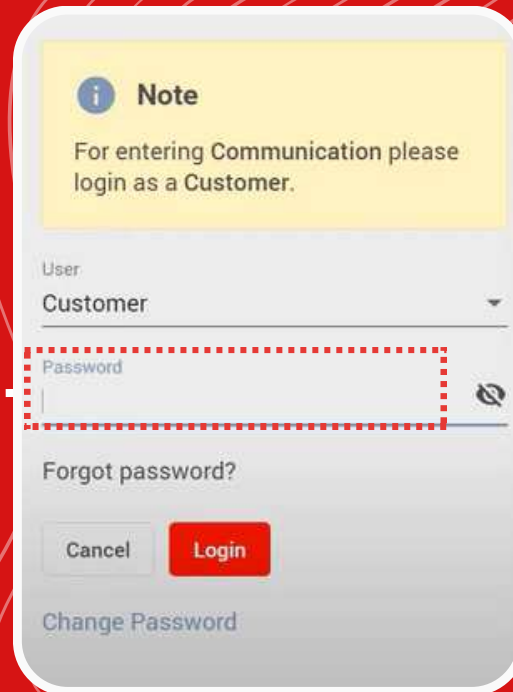 Note
For entering Communication please
login as a Customer.
User
Customer
Password
Forgot password?
Cancel
Login
Change Password